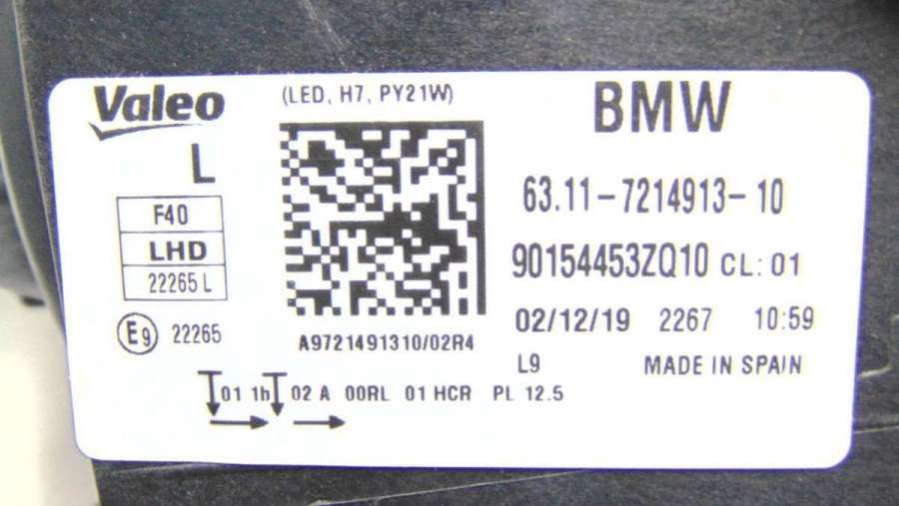 Valeo
(LED, H7, PY21W)
BMW
L
F40
LHD
22265 L
E9 22265
A9721491310/02R4
63.11-7214913-10
90154453ZQ10 CL: 01
02/12/19 2267 10:59
L9 MADE IN SPAIN
01 1h 02 A 00RL 01 HCR PL 12.5